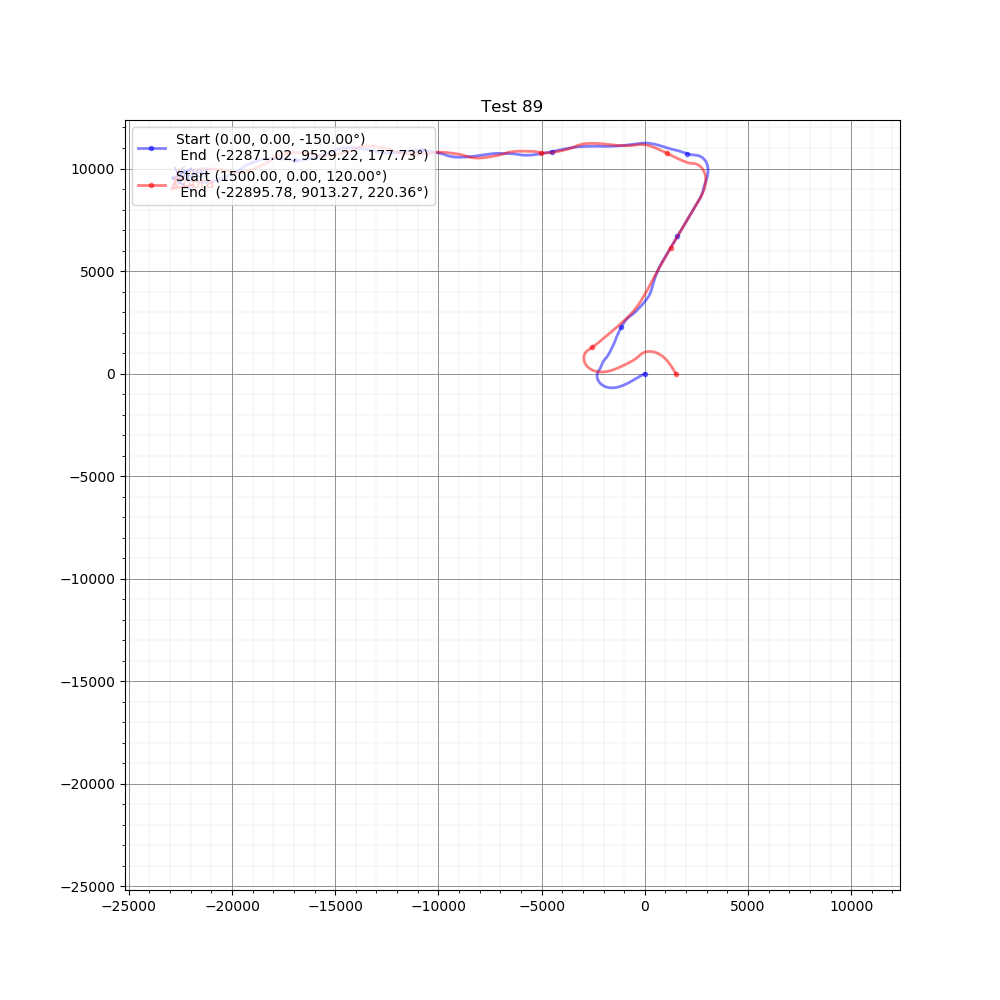 Test 89
Start (0.00, 0.00, -150.00°)
End  (-22871.02, 9529.22, 177.73°)
Start (1500.00, 0.00, 120.00°)
End  (-22895.78, 9013.27, 220.36°)
10000
5000
0
−5000
−10000
−15000
−20000
−25000
−25000 −20000 −15000 −10000 −5000 0 5000 10000